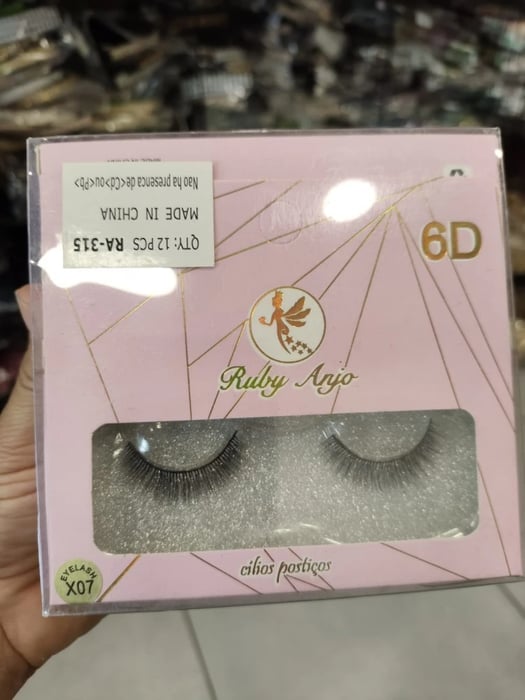 QTY: 12 PCS RA-315
MADE IN CHINA
Nao ha presenca de<Cd>ou<Pb>
6D
Ruby Anjo
cílios postiços
EYELASH
X07